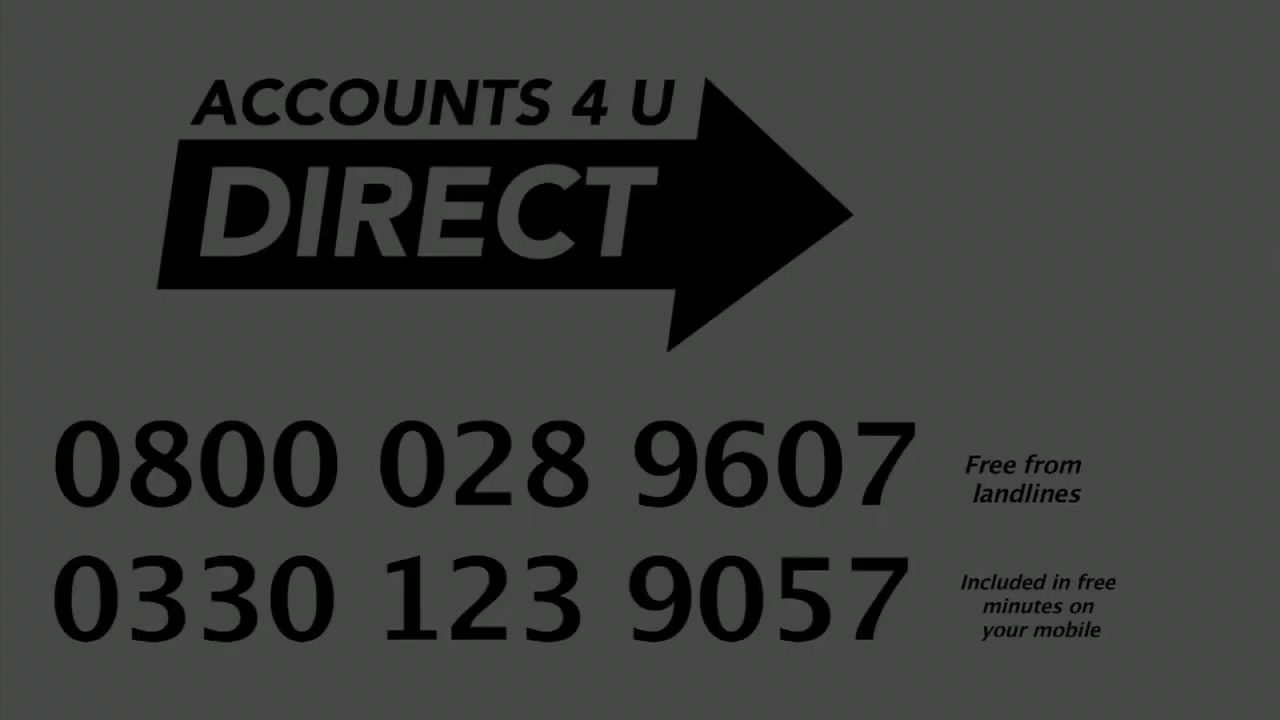 ACCOUNTS 4 U
DIRECT
0800 028 9607
Free from
landlines
0330 123 9057
Included in free
minutes on
your mobile